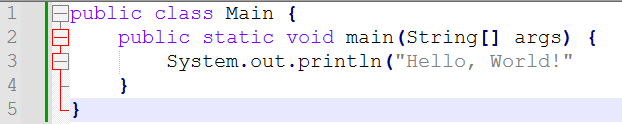 1 public class Main {
2     public static void main(String[] args) {
3         System.out.println("Hello, World!"
4     }
5 }